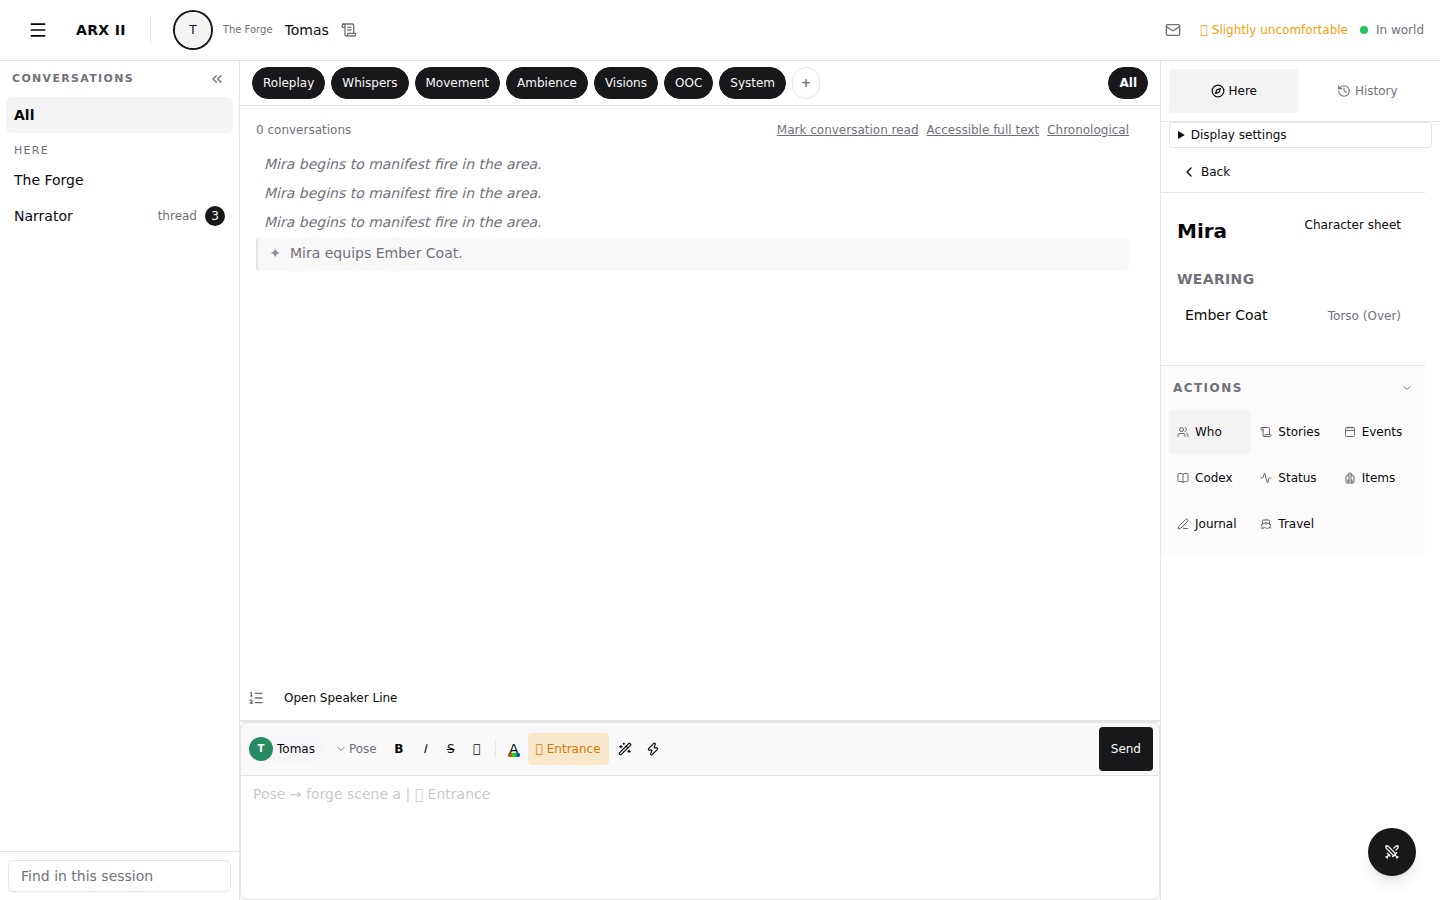 ARX II
T
The Forge
Tomas
Slightly uncomfortable
In world
CONVERSATIONS
All
HERE
The Forge
Narrator
thread
3
Find in this session
Roleplay
Whispers
Movement
Ambience
Visions
OOC
System
+
All
0 conversations
Mark conversation read
Accessible full text
Chronological
Mira begins to manifest fire in the area.
Mira begins to manifest fire in the area.
Mira begins to manifest fire in the area.
✦ Mira equips Ember Coat.
Open Speaker Line
T
Tomas
Pose
B
I
S
A
Entrance
Send
Pose → forge scene a | Entrance
Here
History
Display settings
Back
Mira
Character sheet
WEARING
Ember Coat
Torso (Over)
ACTIONS
Who
Stories
Events
Codex
Status
Items
Journal
Travel